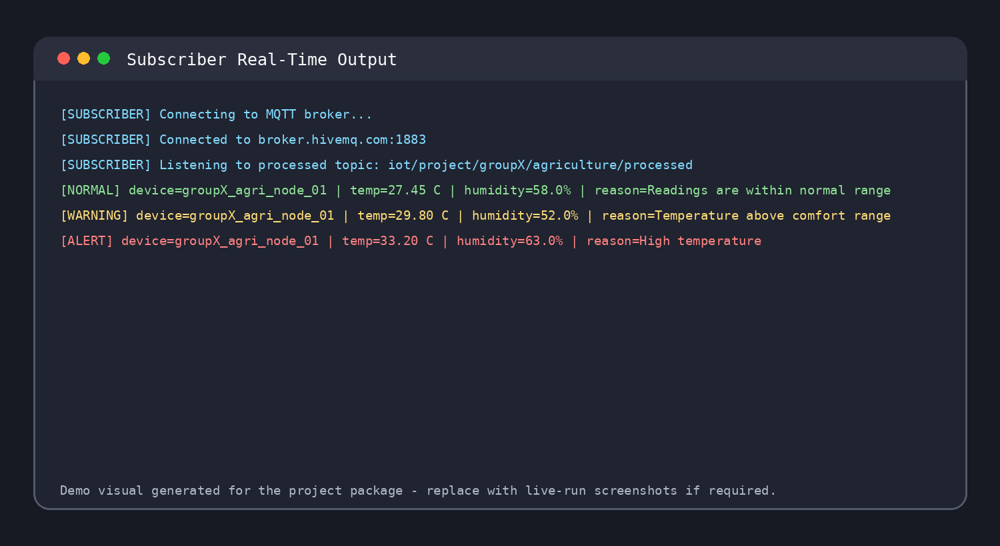 Subscriber Real-Time Output
[SUBSCRIBER] Connecting to MQTT broker...
[SUBSCRIBER] Connected to broker.hivemq.com:1883
[SUBSCRIBER] Listening to processed topic: iot/project/groupX/agriculture/processed
[NORMAL] device=groupX_agri_node_01 | temp=27.45 C | humidity=58.0% | reason=Readings are within normal range
[WARNING] device=groupX_agri_node_01 | temp=29.80 C | humidity=52.0% | reason=Temperature above comfort range
[ALERT] device=groupX_agri_node_01 | temp=33.20 C | humidity=63.0% | reason=High temperature
Demo visual generated for the project package - replace with live-run screenshots if required.